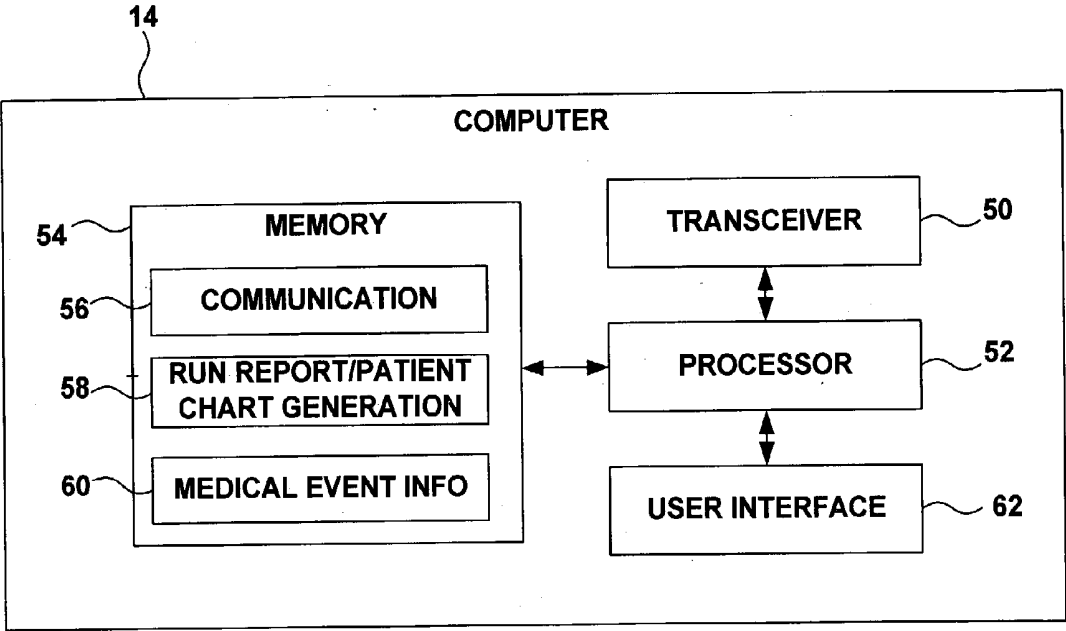 14
COMPUTER
54
MEMORY
56
COMMUNICATION
58
RUN REPORT/PATIENT
CHART GENERATION
60
MEDICAL EVENT INFO
TRANSCEIVER
50
PROCESSOR
52
USER INTERFACE
62